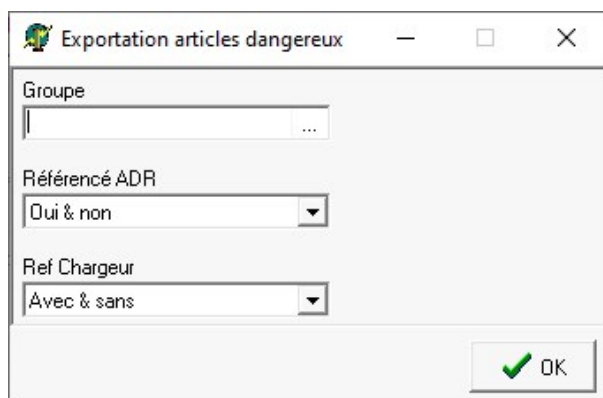 Exportation articles dangereux
Groupe
...
Référencé ADR
Oui & non
Ref Chargeur
Avec & sans
OK